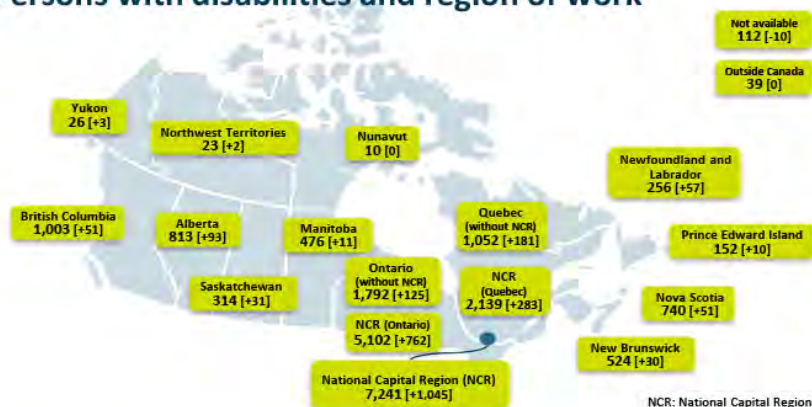 ersons with disabilities and region of work
Not available
112 [-10]
Outside Canada
39 [0]
Yukon
26 [+3]
Northwest Territories
23 [+2]
Nunavut
10 [0]
Newfoundland and
Labrador
256 [+57]
British Columbia
1,003 [+51]
Alberta
813 [+93]
Manitoba
476 [+11]
Quebec
(without NCR)
1,052 [+181]
Prince Edward Island
152 [+10]
Saskatchewan
314 [+31]
Ontario
(without NCR)
1,792 [+125]
NCR
(Quebec)
2,139 [+283]
Nova Scotia
740 [+51]
NCR (Ontario)
5,102 [+762]
New Brunswick
524 [+30]
National Capital Region (NCR)
7,241 [+1,045]
NCR: National Capital Region